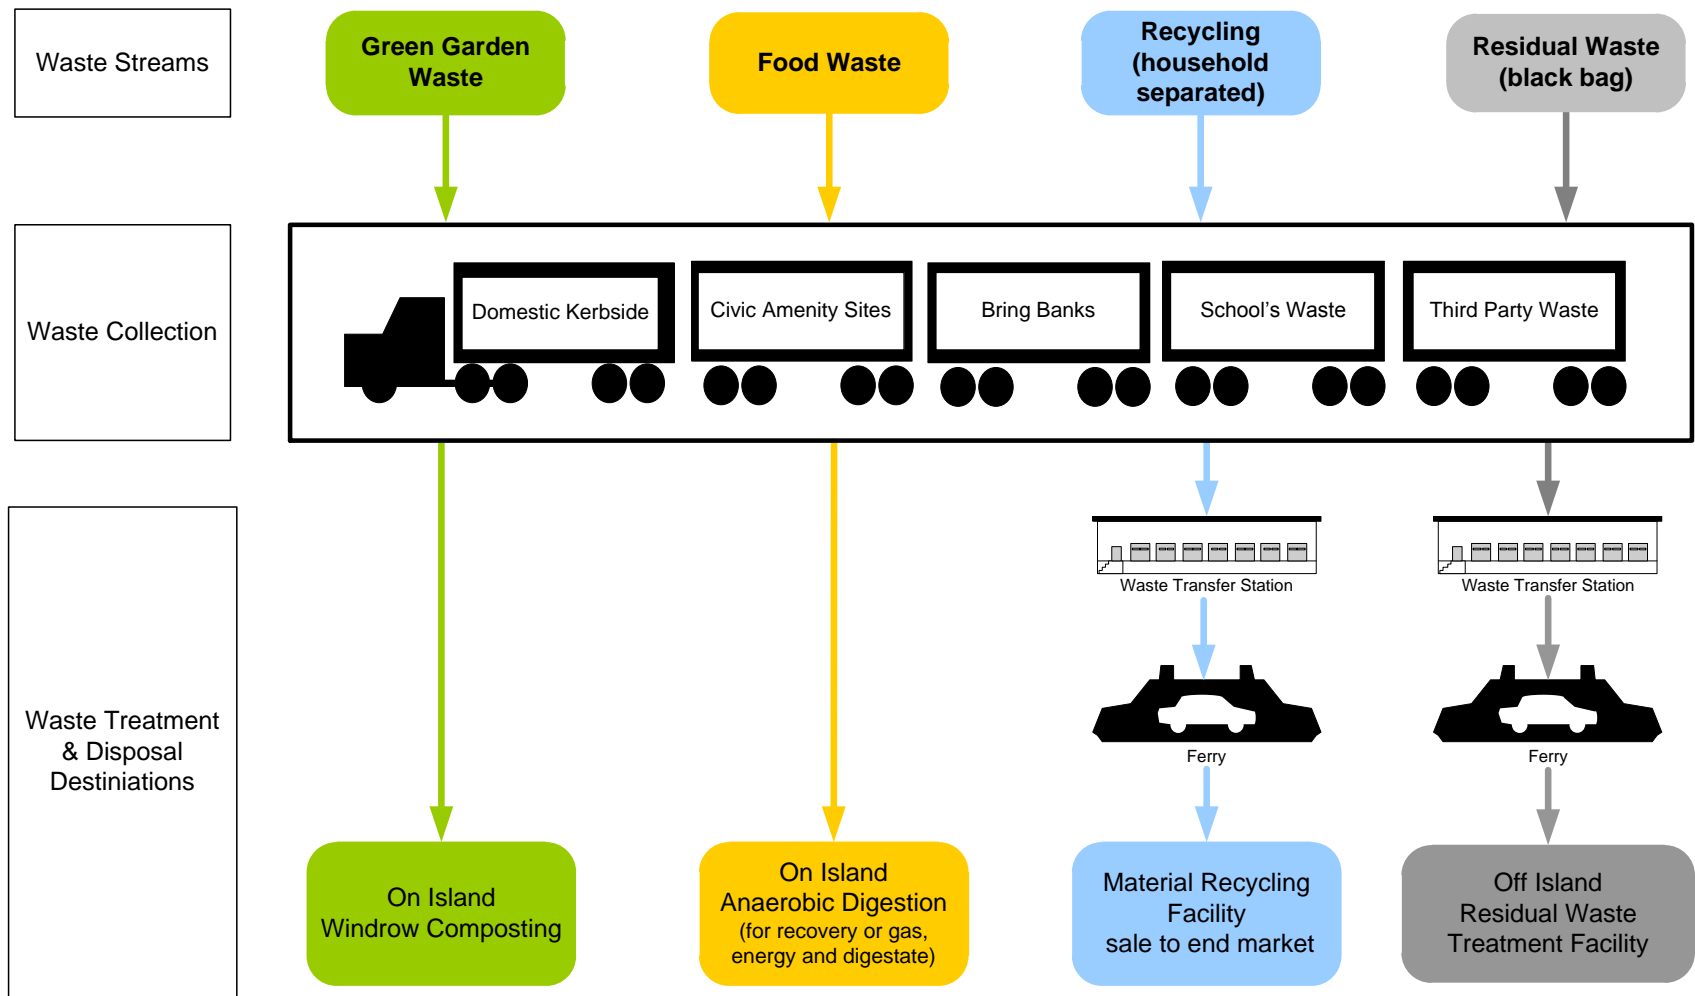 Waste Streams
Green Garden
Waste
Food Waste
Recycling
(household
separated)
Residual Waste
(black bag)
Waste Collection
Domestic Kerbside
Civic Amenity Sites
Bring Banks
School's Waste
Third Party Waste
Waste Treatment
& Disposal
Destiniations
Waste Transfer Station
Waste Transfer Station
Ferry
Ferry
On Island
Windrow Composting
On Island
Anaerobic Digestion
(for recovery or gas,
energy and digestate)
Material Recycling
Facility
sale to end market
Off Island
Residual Waste
Treatment Facility